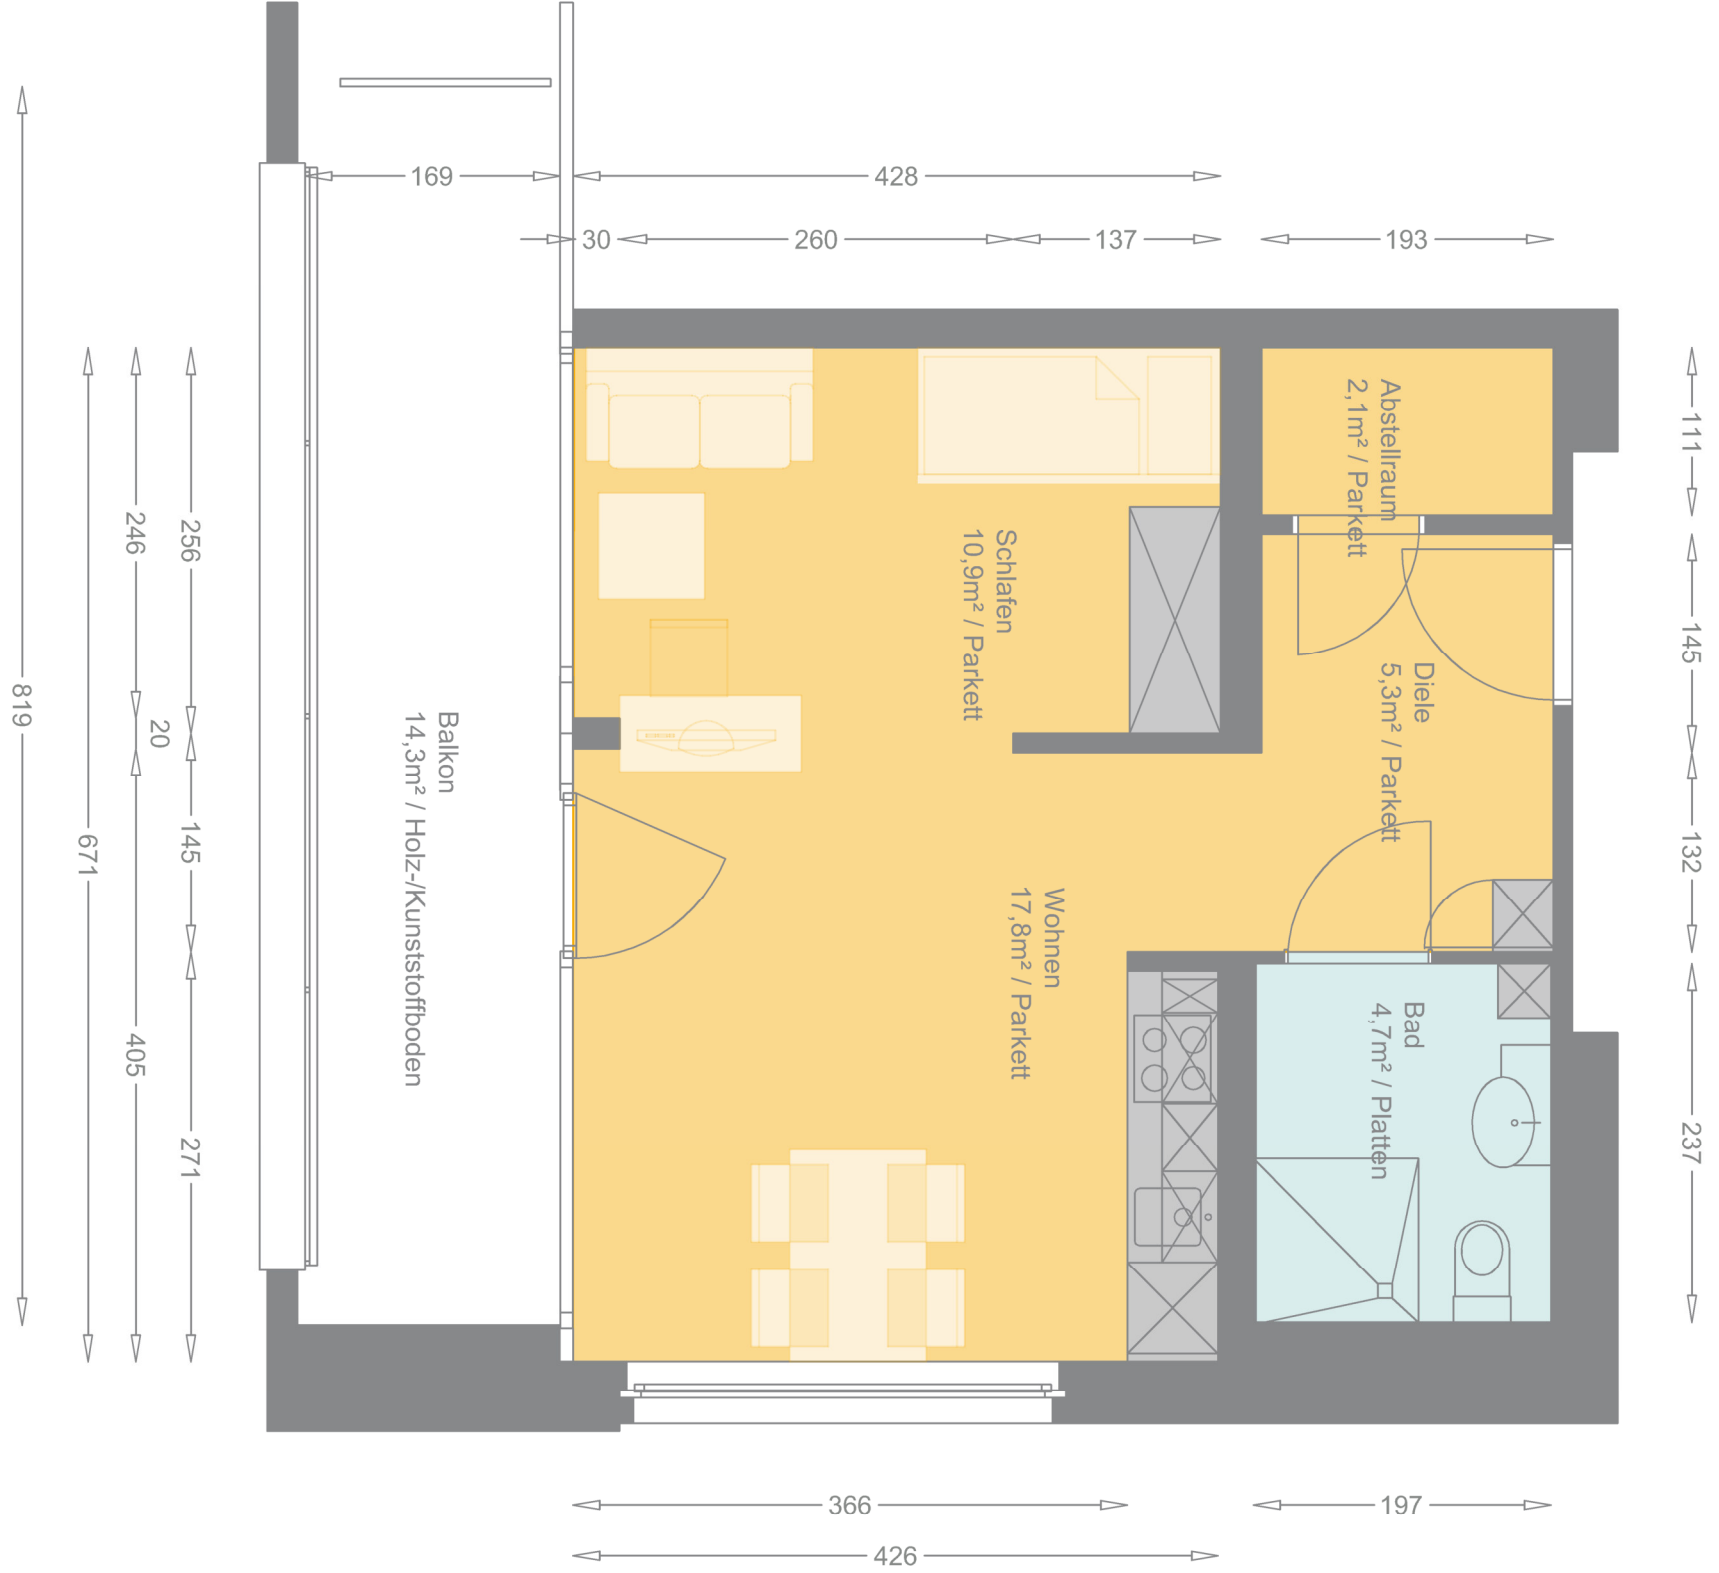 169
428
30
260
137
193
819
671
246
20
405
256
145
271
111
145
132
237
Abstellraum
2,1m² / Parkett
Schlafen
10,9m² / Parkett
Diele
5,3m² / Parkett
Balkon
14,3m² / Holz-/Kunststoffboden
Wohnen
17,8m² / Parkett
Bad
4,7m² / Platten
366
197
426